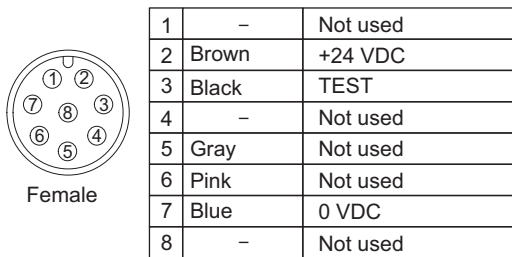 1 2
7 8 3
6 4
5
Female
1 – Not used
2 Brown +24 VDC
3 Black TEST
4 – Not used
5 Gray Not used
6 Pink Not used
7 Blue 0 VDC
8 – Not used